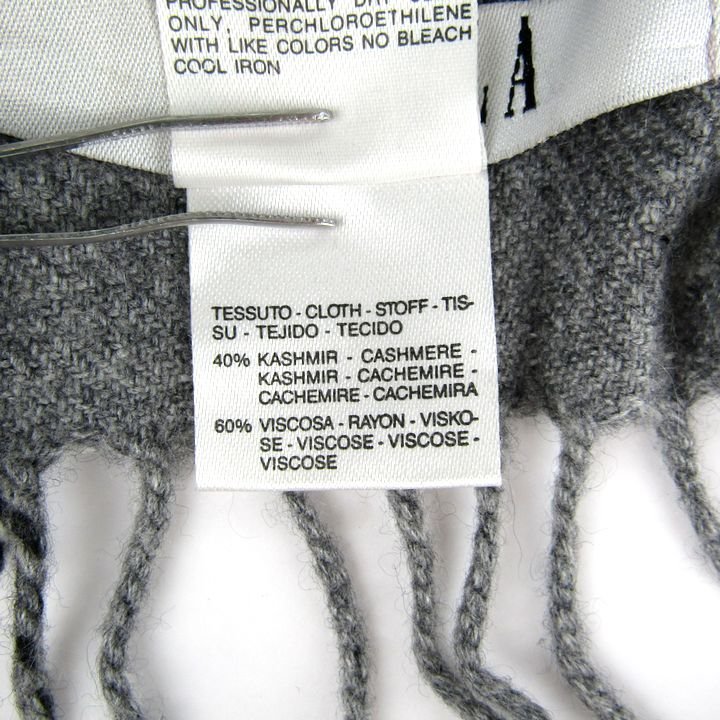 PROFESSIONALLY DRY
ONLY, PERCHLOROETHILENE
WITH LIKE COLORS NO BLEACH
COOL IRON
A
TESSUTO - CLOTH - STOFF - TIS-
SU - TEJIDO - TECIDO
40% KASHMIR - CASHMERE -
KASHMIR - CACHEMIRE -
CACHEMIRE - CACHEMIRA
60% VISCOSA - RAYON - VISKO-
SE - VISCOSE - VISCOSE -
VISCOSE